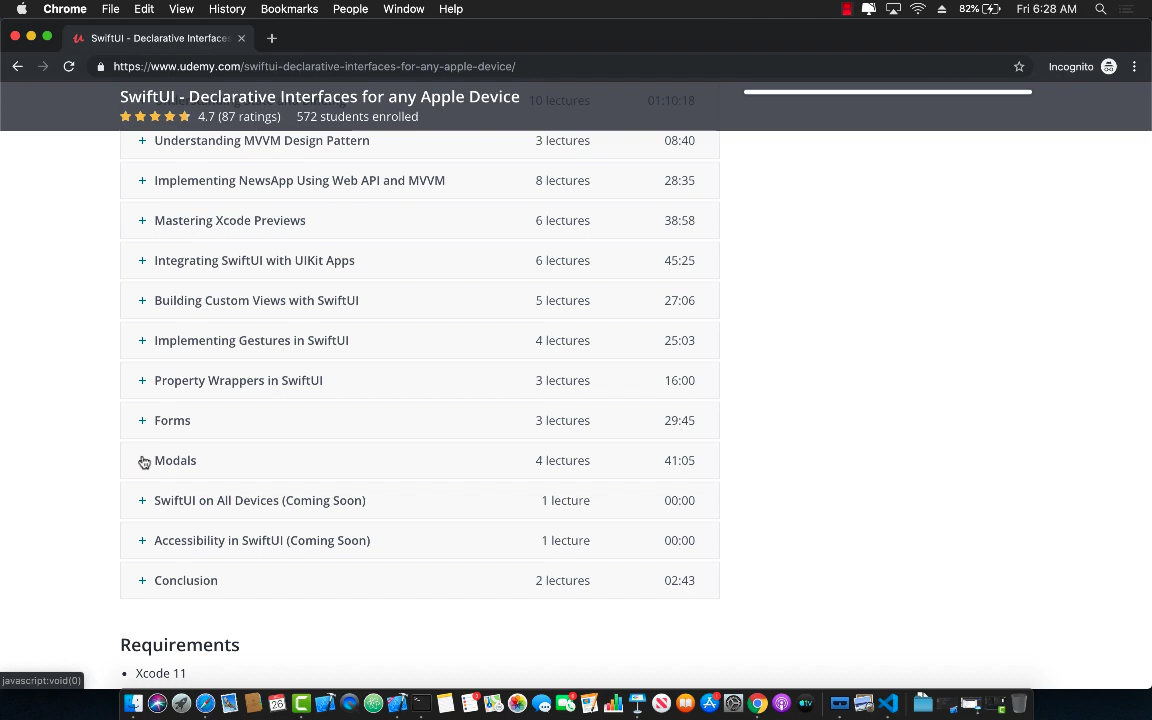 Chrome File Edit View History Bookmarks People Window Help 82% Fri 6:28 AM
SwiftUI - Declarative Interfaces
https://www.udemy.com/swiftui-declarative-interfaces-for-any-apple-device/ Incognito
SwiftUI - Declarative Interfaces for any Apple Device
10 lectures 01:10:18
4.7 (87 ratings) 572 students enrolled
+ Understanding MVVM Design Pattern 3 lectures 08:40
+ Implementing NewsApp Using Web API and MVVM 8 lectures 28:35
+ Mastering Xcode Previews 6 lectures 38:58
+ Integrating SwiftUI with UIKit Apps 6 lectures 45:25
+ Building Custom Views with SwiftUI 5 lectures 27:06
+ Implementing Gestures in SwiftUI 4 lectures 25:03
+ Property Wrappers in SwiftUI 3 lectures 16:00
+ Forms 3 lectures 29:45
Modals 4 lectures 41:05
+ SwiftUI on All Devices (Coming Soon) 1 lecture 00:00
+ Accessibility in SwiftUI (Coming Soon) 1 lecture 00:00
+ Conclusion 2 lectures 02:43
Requirements
• Xcode 11
javascript:void(0)